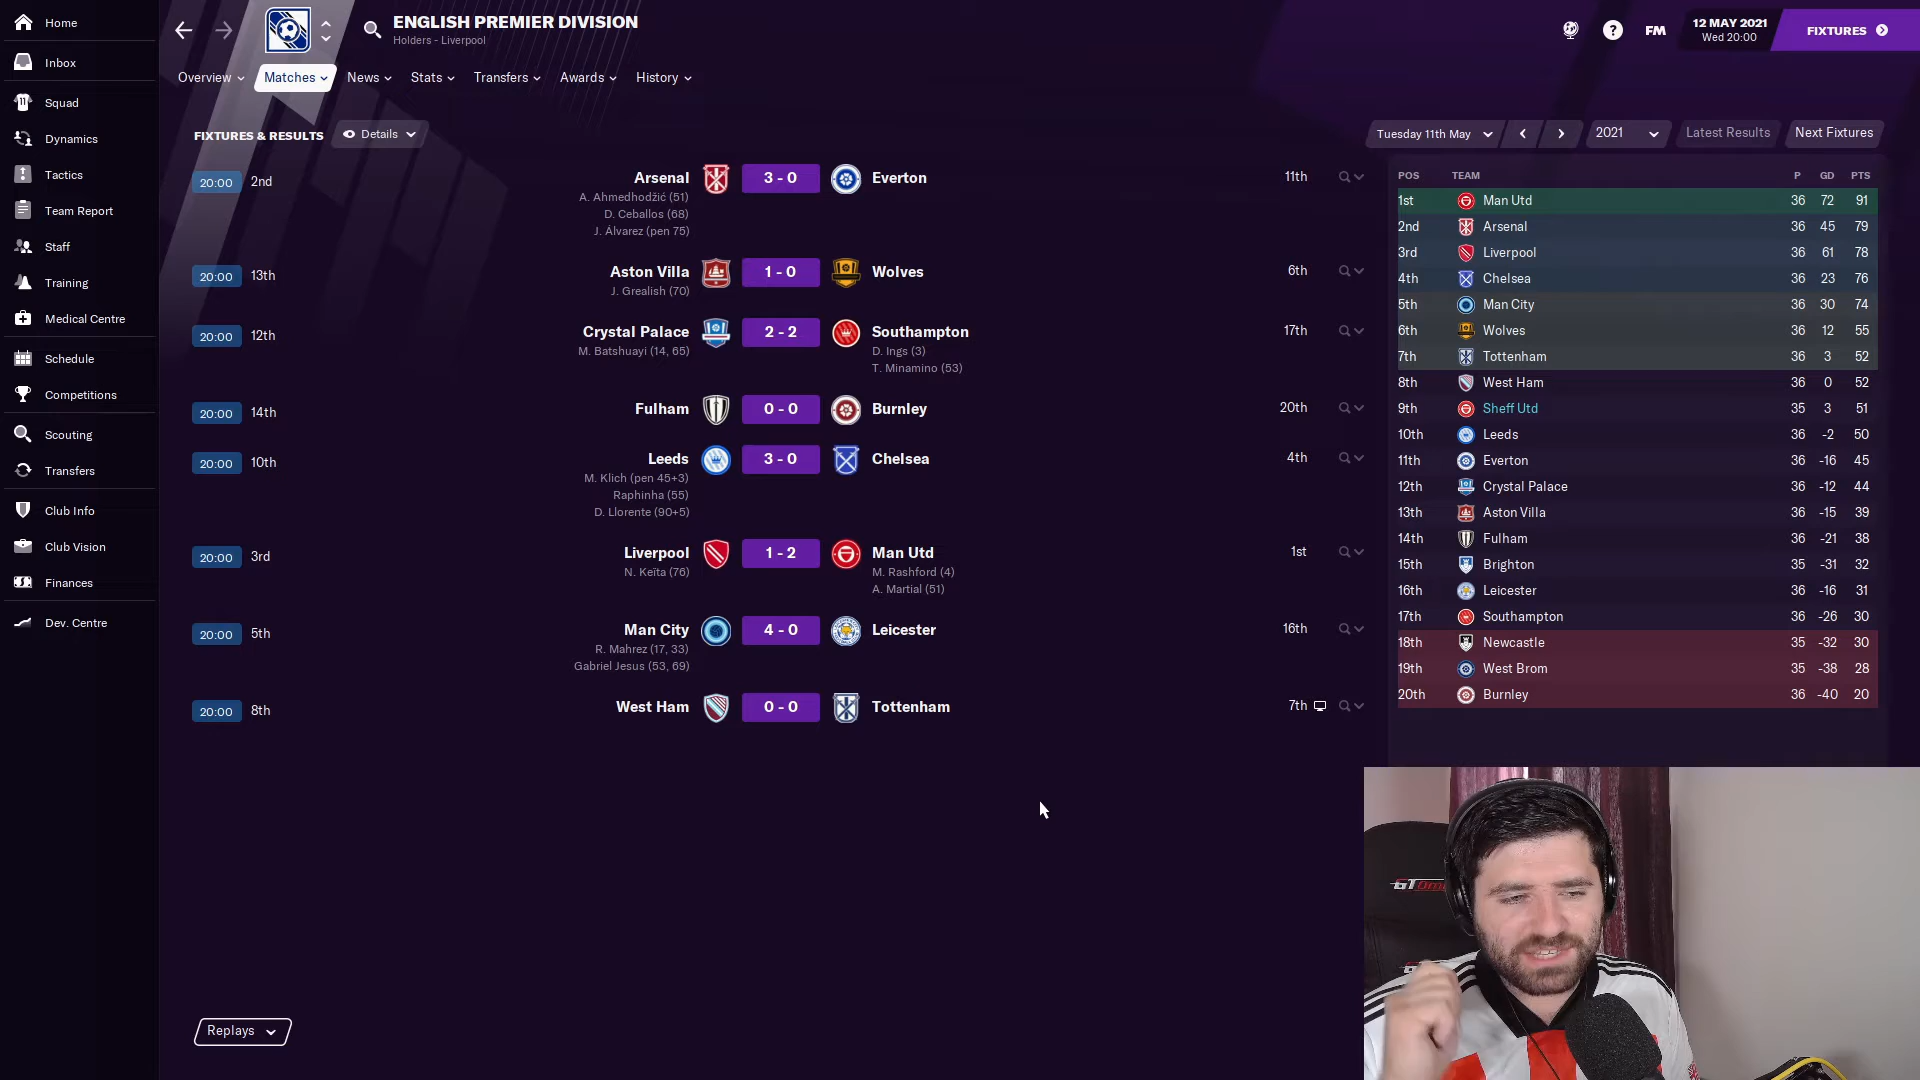 Home
Inbox
Squad
Dynamics
Tactics
Team Report
Staff
Training
Medical Centre
Schedule
Competitions
Scouting
Transfers
Club Info
Club Vision
Finances
Dev. Centre
ENGLISH PREMIER DIVISION
Holders - Liverpool
FM
12 MAY 2021
Wed 20:00
FIXTURES
Overview Matches News Stats Transfers Awards History
FIXTURES & RESULTS Details
Tuesday 11th May 2021 Latest Results Next Fixtures
20:00 2nd Arsenal 3 - 0 Everton 11th
A. Ahmedhodžić (51)
D. Ceballos (68)
J. Álvarez (pen 75)
20:00 13th Aston Villa 1 - 0 Wolves 6th
J. Grealish (70)
20:00 12th Crystal Palace 2 - 2 Southampton 17th
M. Batshuayi (14, 65) D. Ings (3)
T. Minamino (53)
20:00 14th Fulham 0 - 0 Burnley 20th
20:00 10th Leeds 3 - 0 Chelsea 4th
M. Klich (pen 45+3)
Raphinha (55)
D. Llorente (90+5)
20:00 3rd Liverpool 1 - 2 Man Utd 1st
N. Keïta (76) M. Rashford (4)
A. Martial (51)
20:00 5th Man City 4 - 0 Leicester 16th
R. Mahrez (17, 33)
Gabriel Jesus (53, 69)
20:00 8th West Ham 0 - 0 Tottenham 7th
POS TEAM P GD PTS
1st Man Utd 36 72 91
2nd Arsenal 36 45 79
3rd Liverpool 36 61 78
4th Chelsea 36 23 76
5th Man City 36 30 74
6th Wolves 36 12 55
7th Tottenham 36 3 52
8th West Ham 36 0 52
9th Sheff Utd 35 3 51
10th Leeds 36 -2 50
11th Everton 36 -16 45
12th Crystal Palace 36 -12 44
13th Aston Villa 36 -15 39
14th Fulham 36 -21 38
15th Brighton 35 -31 32
16th Leicester 36 -16 31
17th Southampton 36 -26 30
18th Newcastle 35 -32 30
19th West Brom 35 -38 28
20th Burnley 36 -40 20
Replays